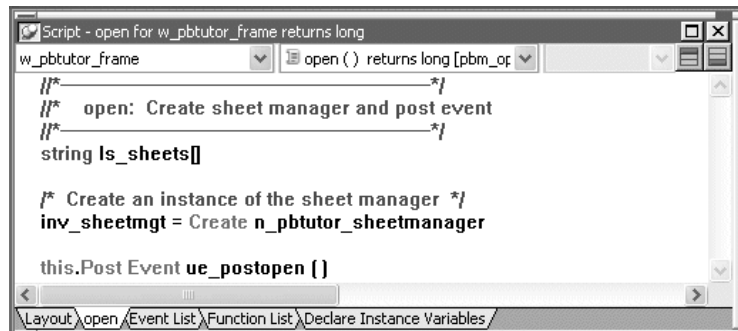 Script - open for w_pbtutor_frame returns long
w_pbtutor_frame open ( ) returns long [pbm_op
//*——————————————————————*/
//* open: Create sheet manager and post event
//*——————————————————————*/
string ls_sheets[]
/* Create an instance of the sheet manager */
inv_sheetmgt = Create n_pbtutor_sheetmanager
this.Post Event ue_postopen ( )
Layout open Event List Function List Declare Instance Variables